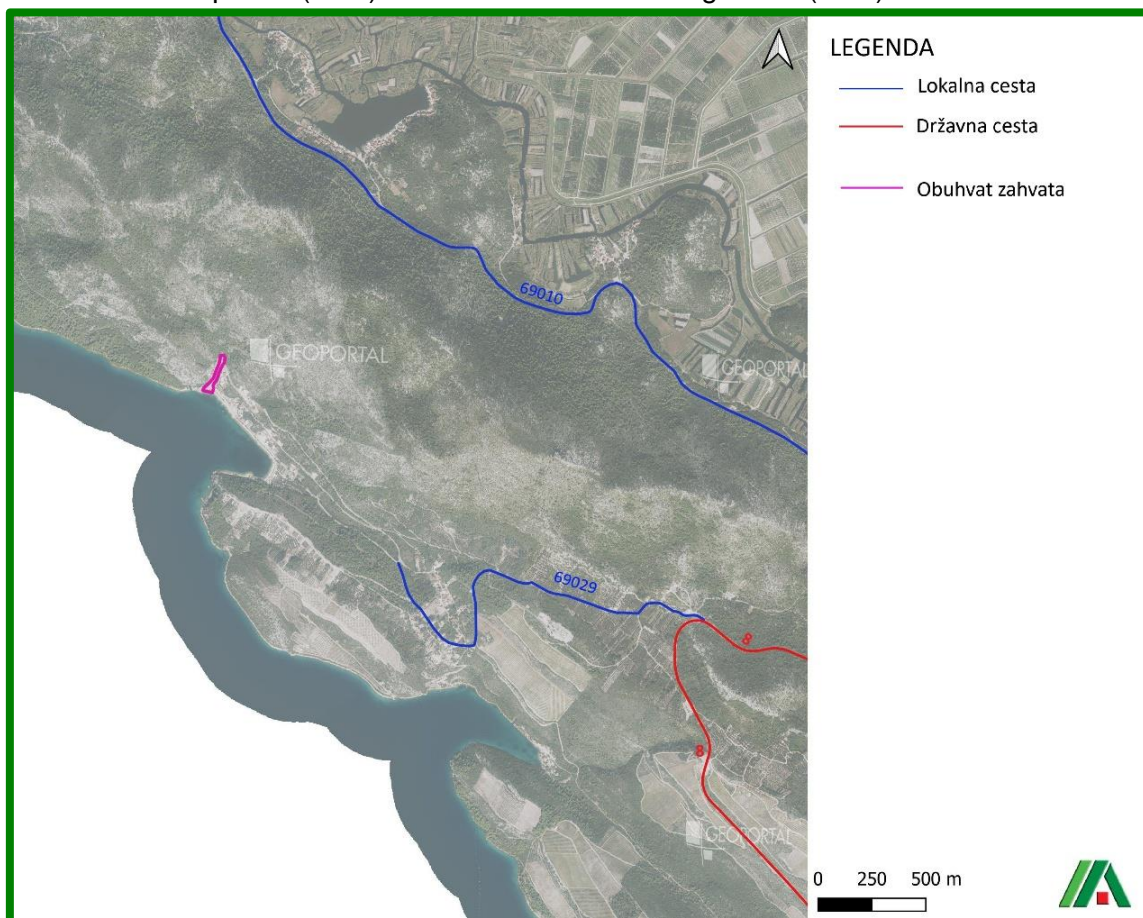 LEGENDA
Lokalna cesta
Državna cesta
Obuhvat zahvata
69010
GEOPORTAL
GEOPORTAL
69029
8
8
GEOPORTAL
0 250 500 m